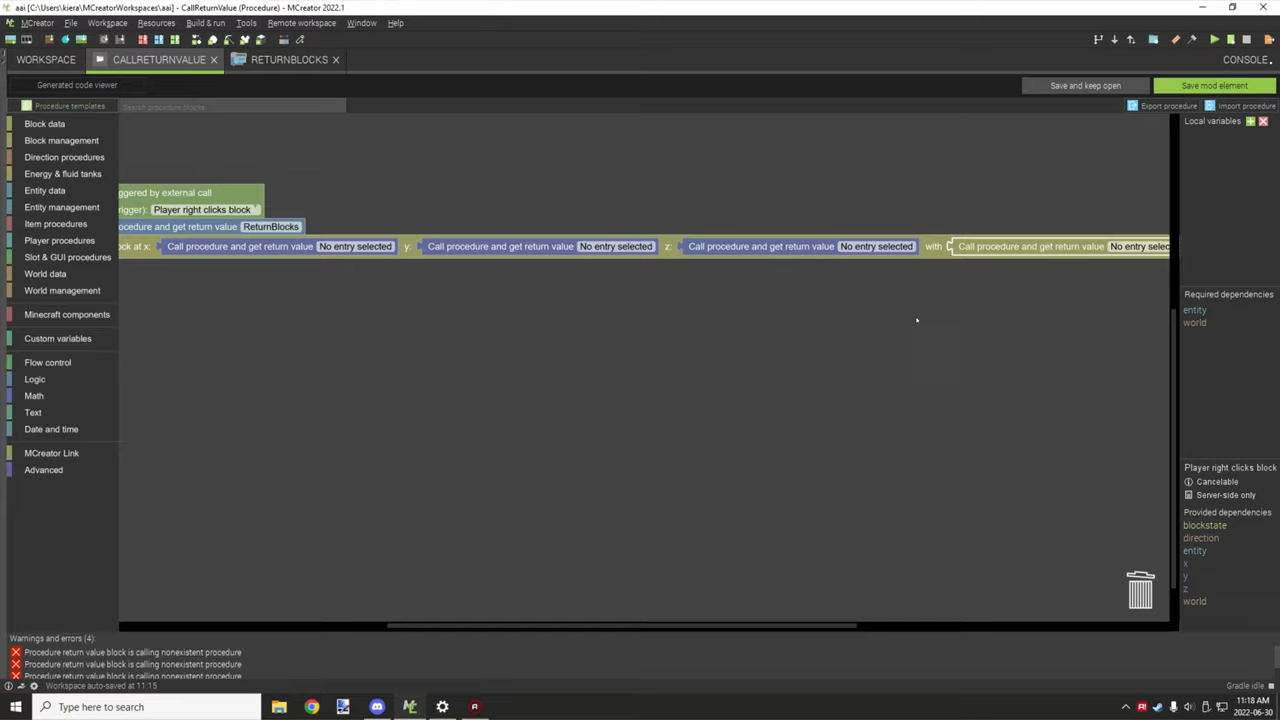 aai [C:\Users\kiera\MCreatorWorkspaces\aai] - CallReturnValue (Procedure) - MCreator 2022.1
MCreator File Workspace Resources Build & run Tools Remote workspace Window Help
WORKSPACE CALLRETURNVALUE RETURNBLOCKS CONSOLE
Generated code viewer Save and keep open Save mod element
Procedure templates Search procedure blocks Export procedure Import procedure
Block data
Block management
Direction procedures
Energy & fluid tanks
Entity data
Entity management
Item procedures
Player procedures
Slot & GUI procedures
World data
World management
Minecraft components
Custom variables
Flow control
Logic
Math
Text
Date and time
MCreator Link
Advanced
ggered by external call
rigger): Player right clicks block
ocedure and get return value ReturnBlocks
ock at x: Call procedure and get return value No entry selected y: Call procedure and get return value No entry selected z: Call procedure and get return value No entry selected with Call procedure and get return value No entry selec
Local variables
Required dependencies
entity
world
Player right clicks block
Cancelable
Server-side only
Provided dependencies
blockstate
direction
entity
x
y
z
world
Warnings and errors (4):
Procedure return value block is calling nonexistent procedure
Procedure return value block is calling nonexistent procedure
Procedure return value block is calling nonexistent procedure
Workspace auto-saved at 11:15 Gradle idle
Type here to search
11:18 AM
2022-06-30